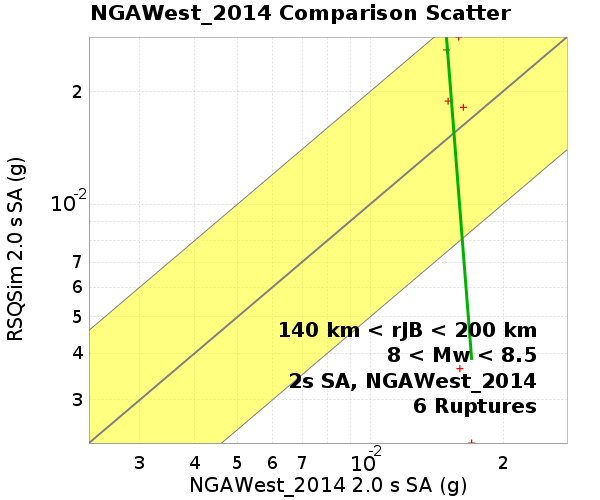 NGAWest_2014 Comparison Scatter
RSQSim 2.0 s SA (g)
2
10-2
7
6
5
4
3
140 km < rJB < 200 km
8 < Mw < 8.5
2s SA, NGAWest_2014
6 Ruptures
3 4 5 6 7 10-2 2
NGAWest_2014 2.0 s SA (g)